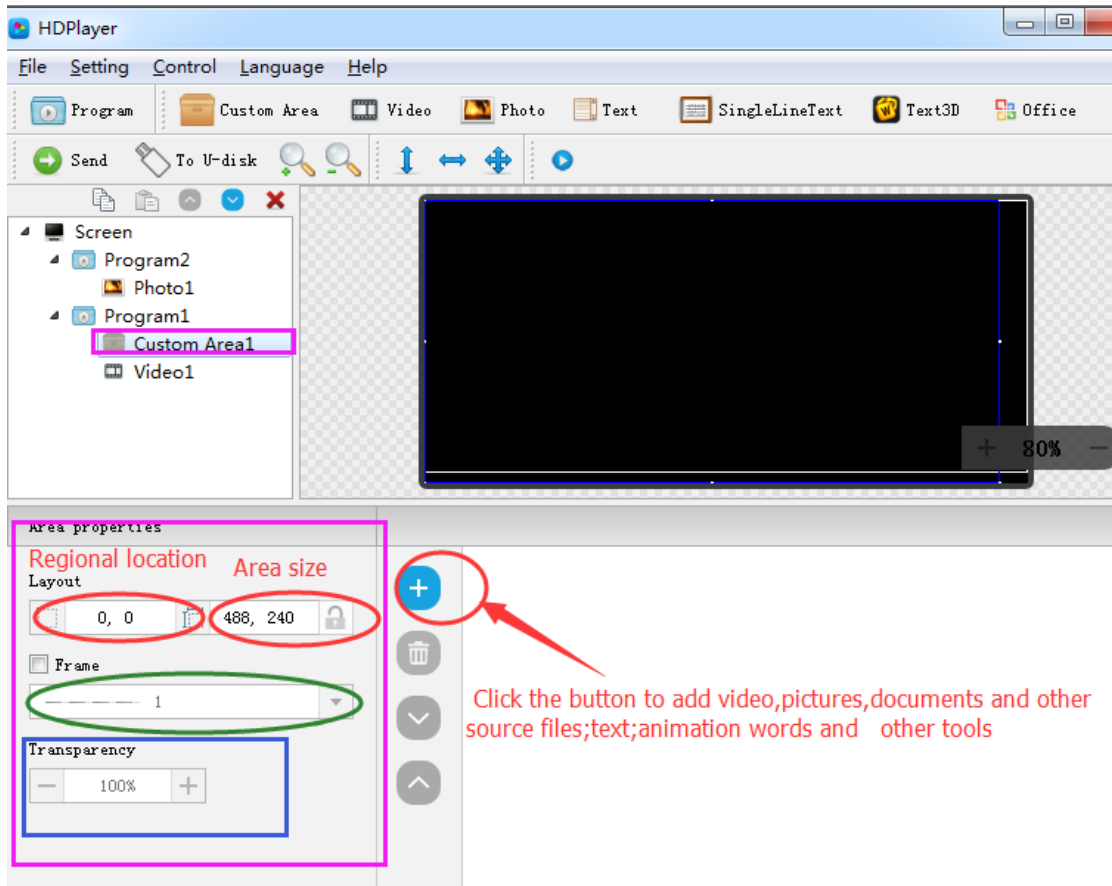 HDPlayer
File Setting Control Language Help
Program Custom Area Video Photo Text SingleLineText Text3D Office
Send To U-disk
Screen
Program2
Photo1
Program1
Custom Area1
Video1
80%
Area properties
Regional location Area size
Layout
0, 0 488, 240
Frame
1
Transparency
100%
Click the button to add video,pictures,documents and other
source files;text;animation words and other tools